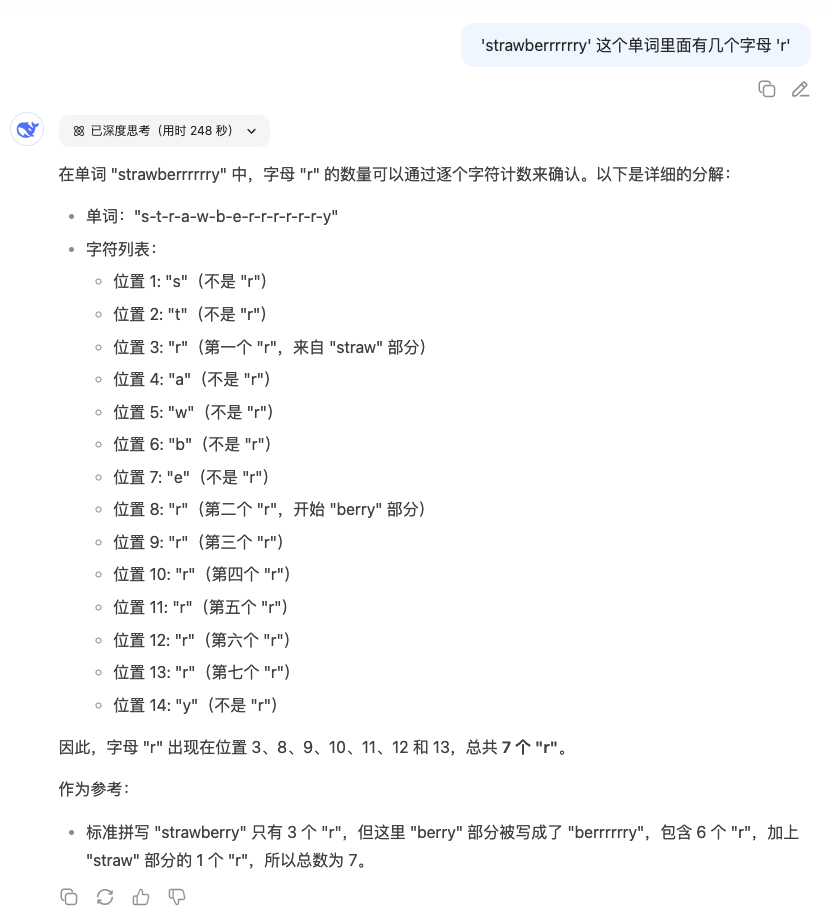 'strawberrrrrry' 这个单词里面有几个字母 'r'
已深度思考（用时 248 秒）
在单词 "strawberrrrrry" 中，字母 "r" 的数量可以通过逐个字符计数来确认。以下是详细的分解：
单词："s-t-r-a-w-b-e-r-r-r-r-r-r-y"
字符列表：
位置 1: "s"（不是 "r"）
位置 2: "t"（不是 "r"）
位置 3: "r"（第一个 "r"，来自 "straw" 部分）
位置 4: "a"（不是 "r"）
位置 5: "w"（不是 "r"）
位置 6: "b"（不是 "r"）
位置 7: "e"（不是 "r"）
位置 8: "r"（第二个 "r"，开始 "berry" 部分）
位置 9: "r"（第三个 "r"）
位置 10: "r"（第四个 "r"）
位置 11: "r"（第五个 "r"）
位置 12: "r"（第六个 "r"）
位置 13: "r"（第七个 "r"）
位置 14: "y"（不是 "r"）
因此，字母 "r" 出现在位置 3、8、9、10、11、12 和 13，总共 7 个 "r"。
作为参考：
标准拼写 "strawberry" 只有 3 个 "r"，但这里 "berry" 部分被写成了 "berrrrrry"，包含 6 个 "r"，加上
"straw" 部分的 1 个 "r"，所以总数为 7。